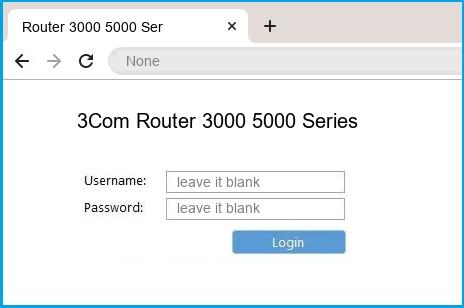 Router 3000 5000 Ser
None
3Com Router 3000 5000 Series
Username: leave it blank
Password: leave it blank
Login